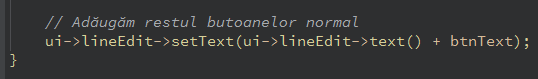 // Adăugăm restul butoanelor normal
ui->lineEdit->setText(ui->lineEdit->text() + btnText);
}